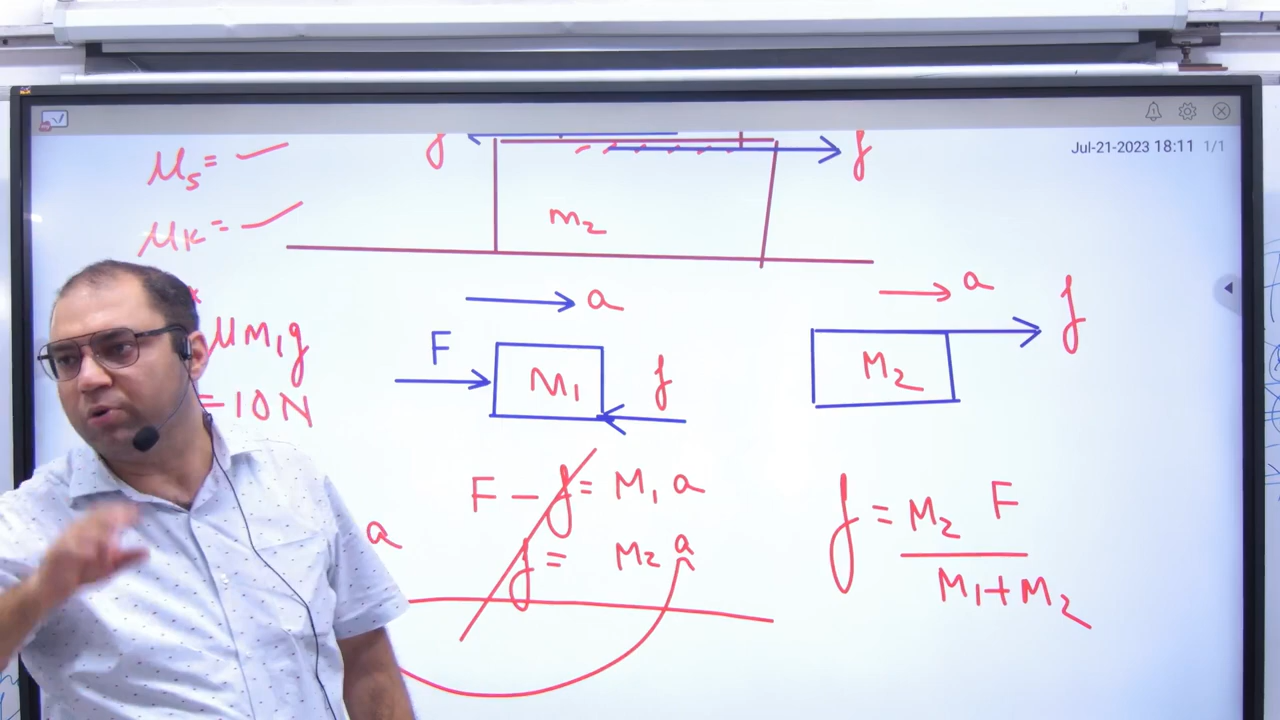 Jul-21-2023 18:11 1/1
μs =
f
f
μk =
m2
a
a
f
μM1g
F
M1
f
M2
=10N
F - f = M1 a
f = M2 F
M1+M2
a
f = M2 a